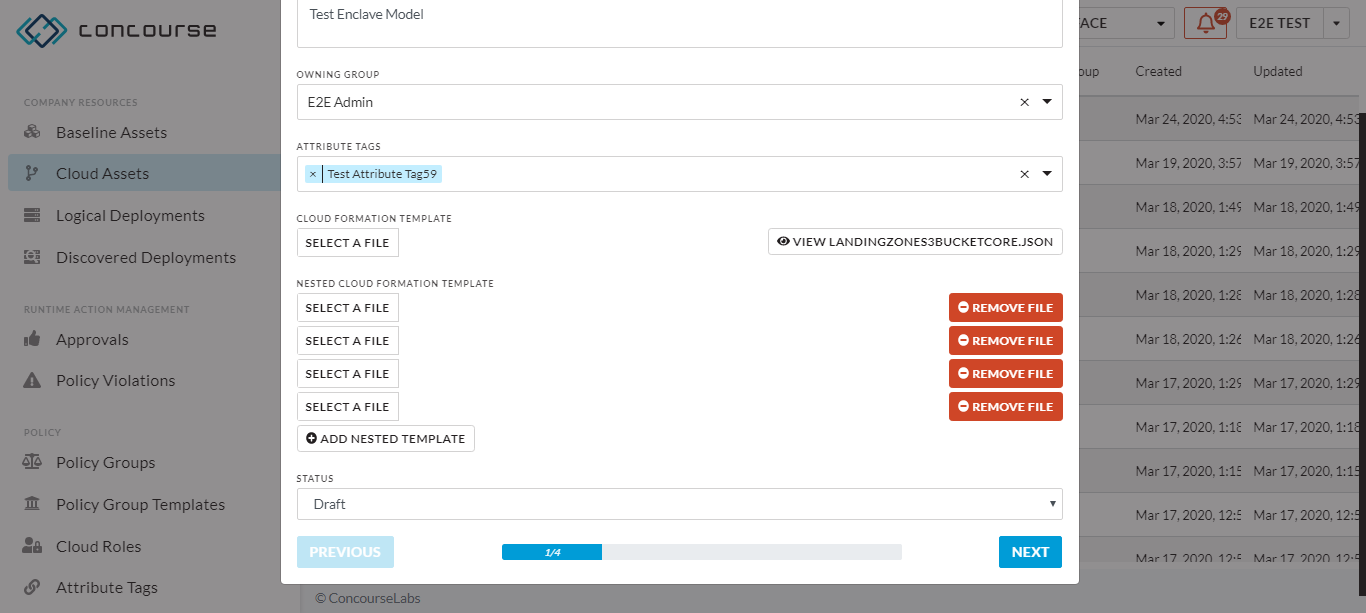 concourse
COMPANY RESOURCES
Baseline Assets
Cloud Assets
Logical Deployments
Discovered Deployments
RUNTIME ACTION MANAGEMENT
Approvals
Policy Violations
POLICY
Policy Groups
Policy Group Templates
Cloud Roles
Attribute Tags
Test Enclave Model
OWNING GROUP
E2E Admin
ATTRIBUTE TAGS
× Test Attribute Tag59
CLOUD FORMATION TEMPLATE
SELECT A FILE
VIEW LANDINGZONES3BUCKETCORE.JSON
NESTED CLOUD FORMATION TEMPLATE
SELECT A FILE REMOVE FILE
SELECT A FILE REMOVE FILE
SELECT A FILE REMOVE FILE
SELECT A FILE REMOVE FILE
ADD NESTED TEMPLATE
STATUS
Draft
PREVIOUS 1/4 NEXT
ACE 29 E2E TEST
oup Created Updated
Mar 24, 2020, 4:53 Mar 24, 2020, 4:53
Mar 19, 2020, 3:57 Mar 19, 2020, 3:57
Mar 18, 2020, 1:49 Mar 18, 2020, 1:49
Mar 18, 2020, 1:29 Mar 18, 2020, 1:29
Mar 18, 2020, 1:28 Mar 18, 2020, 1:28
Mar 18, 2020, 1:26 Mar 18, 2020, 1:26
Mar 17, 2020, 1:29 Mar 17, 2020, 1:29
Mar 17, 2020, 1:18 Mar 17, 2020, 1:18
Mar 17, 2020, 1:15 Mar 17, 2020, 1:15
Mar 17, 2020, 12:5 Mar 17, 2020, 12:5
Mar 17, 2020, 12:5 Mar 17, 2020, 12:5
© ConcourseLabs